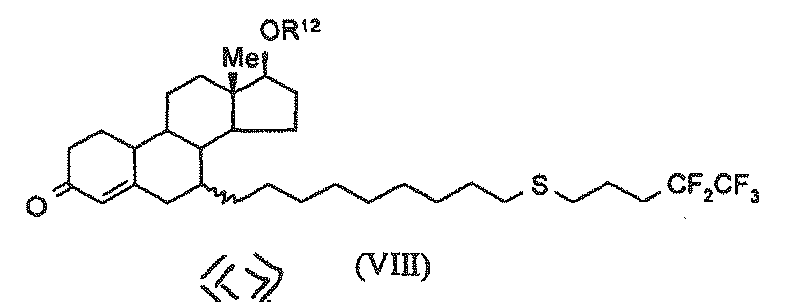 OR¹²
Me
O
S
CF₂CF₃
(VIII)